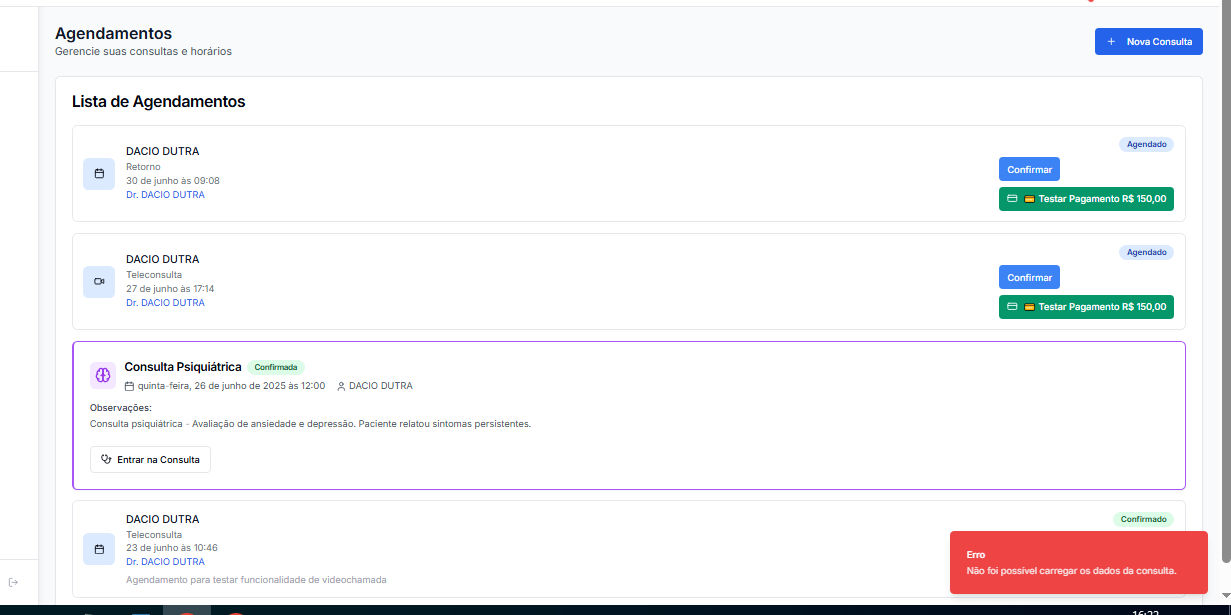 Agendamentos
Gerencie suas consultas e horários
+ Nova Consulta
Lista de Agendamentos
DACIO DUTRA
Retorno
30 de junho às 09:08
Dr. DACIO DUTRA
Agendado
Confirmar
💳 Testar Pagamento R$ 150,00
DACIO DUTRA
Teleconsulta
27 de junho às 17:14
Dr. DACIO DUTRA
Agendado
Confirmar
💳 Testar Pagamento R$ 150,00
Consulta Psiquiátrica Confirmada
quinta-feira, 26 de junho de 2025 às 12:00 DACIO DUTRA
Observações:
Consulta psiquiátrica - Avaliação de ansiedade e depressão. Paciente relatou sintomas persistentes.
Entrar na Consulta
DACIO DUTRA
Teleconsulta
23 de junho às 10:46
Dr. DACIO DUTRA
Agendamento para testar funcionalidade de videochamada
Confirmado
Erro
Não foi possível carregar os dados da consulta.